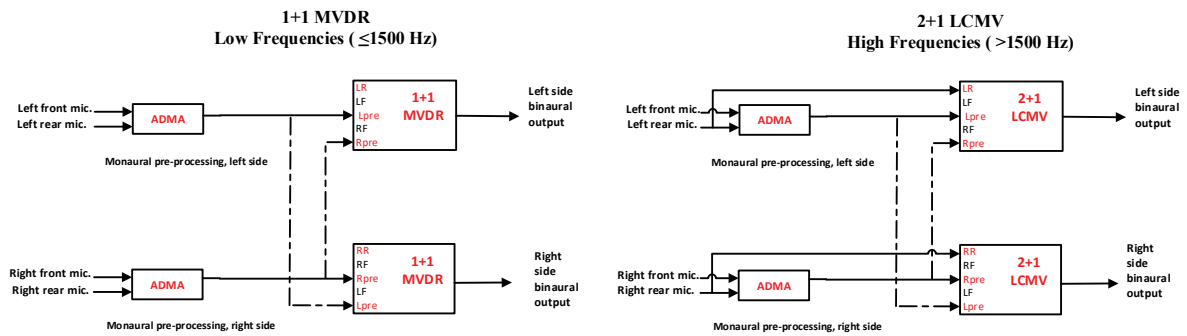 1+1 MVDR
Low Frequencies ( ≤1500 Hz)
Left front mic.
Left rear mic.
ADMA
LR
LF
Lpre
RF
Rpre
1+1
MVDR
Left side
binaural
output
Monaural pre-processing, left side
Right front mic.
Right rear mic.
ADMA
RR
RF
Rpre
LF
Lpre
1+1
MVDR
Right
side
binaural
output
Monaural pre-processing, right side
2+1 LCMV
High Frequencies ( >1500 Hz)
Left front mic.
Left rear mic.
ADMA
LR
LF
Lpre
RF
Rpre
2+1
LCMV
Left side
binaural
output
Monaural pre-processing, left side
Right front mic.
Right rear mic.
ADMA
RR
RF
Rpre
LF
Lpre
2+1
LCMV
Right
side
binaural
output
Monaural pre-processing, right side